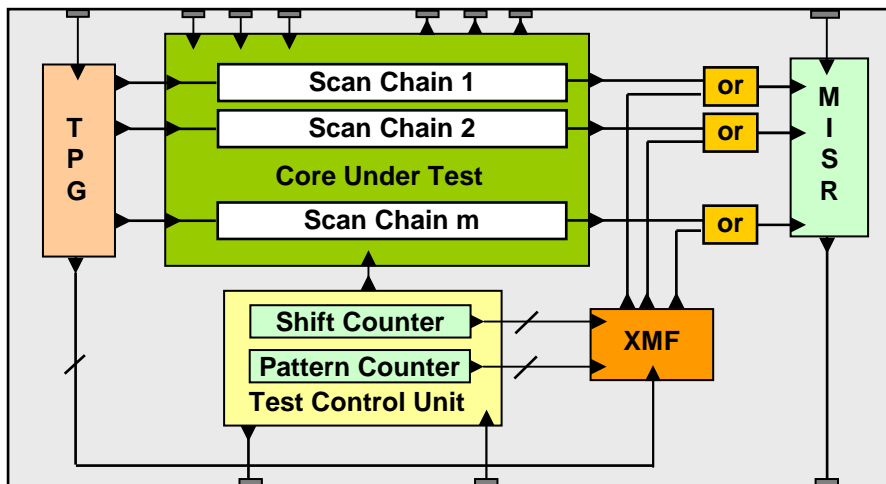 Scan Chain 1
or
Scan Chain 2
or
T
P
G
M
I
S
R
Core Under Test
Scan Chain m
or
Shift Counter
XMF
Pattern Counter
Test Control Unit